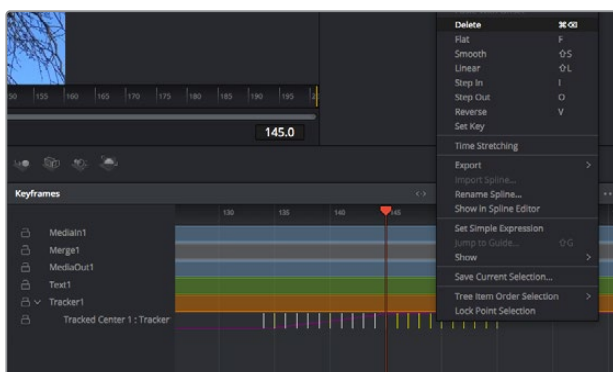 Delete ⌘⌫
Flat F
Smooth ⇧S
Linear ⇧L
Step In I
Step Out O
Reverse V
Set Key
Time Stretching
Export >
Import Spline...
Rename Spline...
Show in Spline Editor
Set Simple Expression
Jump to Guide... ⇧G
Show >
Save Current Selection...
Tree Item Order Selection >
Lock Point Selection
155 160 165 170 175 180 185 190 195
145.0
Keyframes
130 135 140 145
MediaIn1
Merge1
MediaOut1
Text1
Tracker1
Tracked Center 1 : Tracker